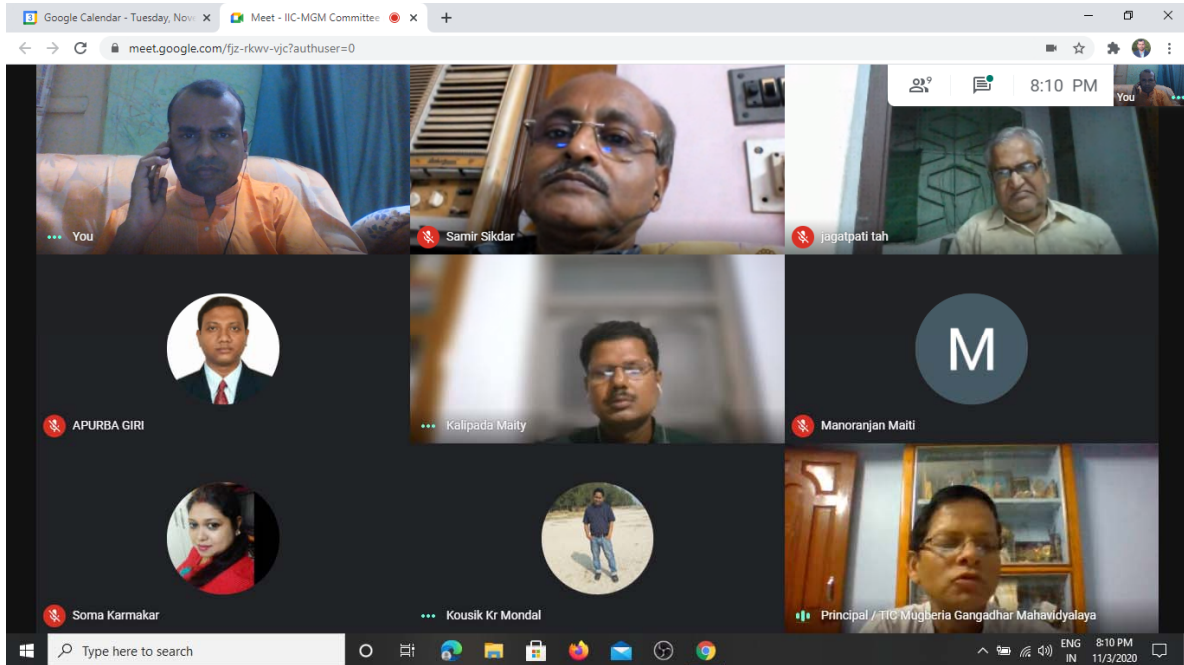 Google Calendar - Tuesday, Nov
Meet - IIC-MGM Committee
meet.google.com/fjz-rkwv-vjc?authuser=0
9
8:10 PM
You
You
Samir Sikdar
jagatpati tah
APURBA GIRI
Kalipada Maity
M
Manoranjan Maiti
Soma Karmakar
Kousik Kr Mondal
Principal / TIC Mugberia Gangadhar Mahavidyalaya
Type here to search
ENG
IN
8:10 PM
11/3/2020